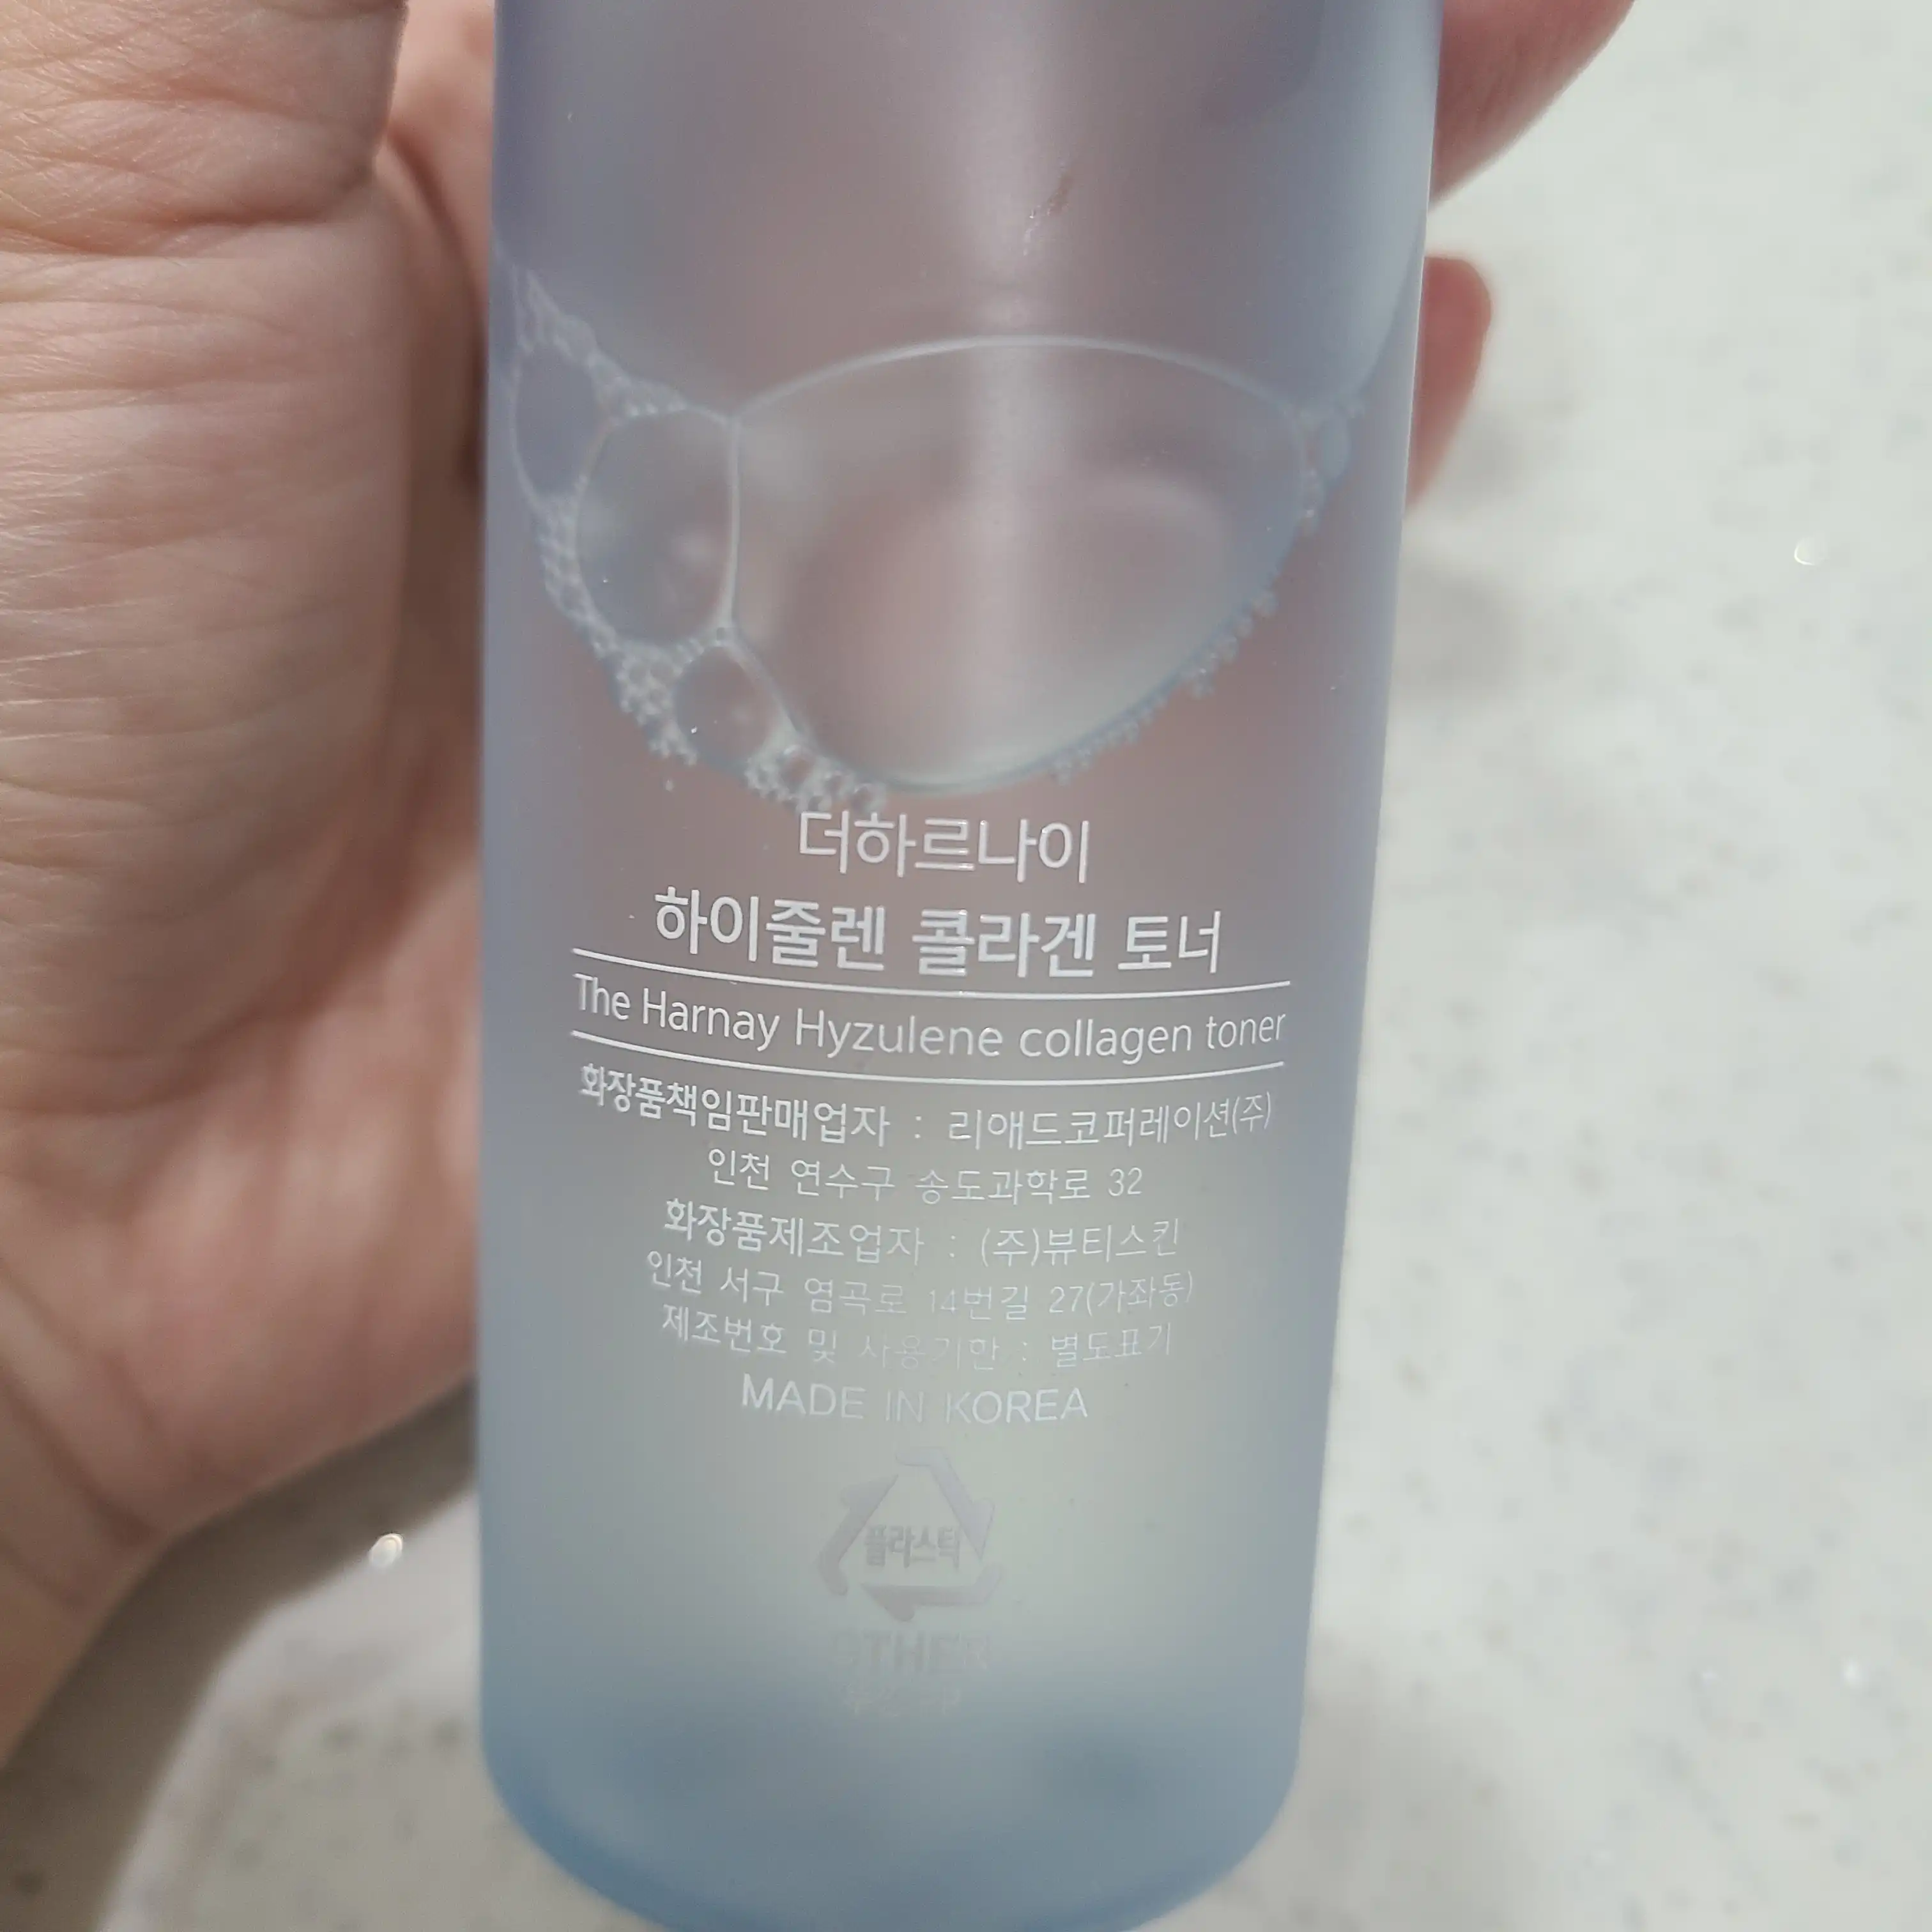 더하르나이
하이줄렌 콜라겐 토너
The Harnay Hyzulene collagen toner
화장품책임판매업자 : 리애드코퍼레이션(주)
인천 연수구 송도과학로 32
화장품제조업자 : (주)뷰티스킨
인천 서구 염곡로 14번길 27(가좌동)
제조번호 및 사용기한 : 별도표기
MADE IN KOREA
플라스틱
OTHER